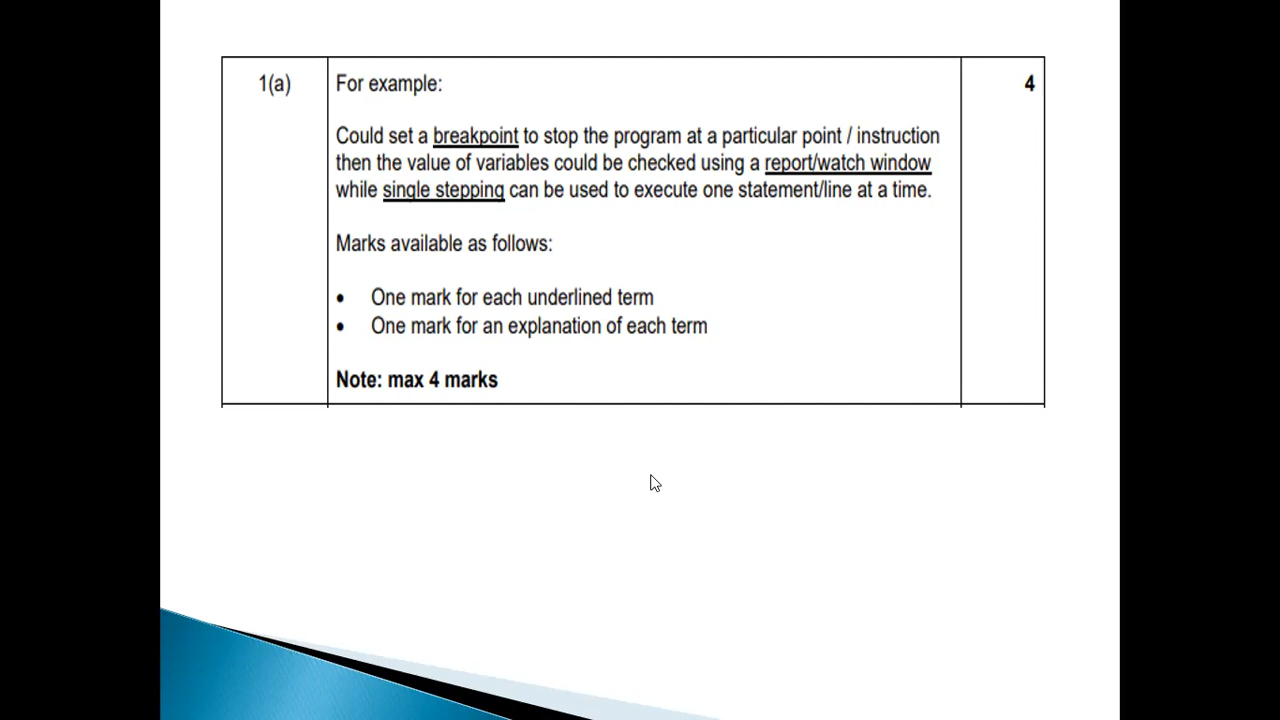 1(a)
For example:
4
Could set a breakpoint to stop the program at a particular point / instruction
then the value of variables could be checked using a report/watch window
while single stepping can be used to execute one statement/line at a time.
Marks available as follows:
• One mark for each underlined term
• One mark for an explanation of each term
Note: max 4 marks